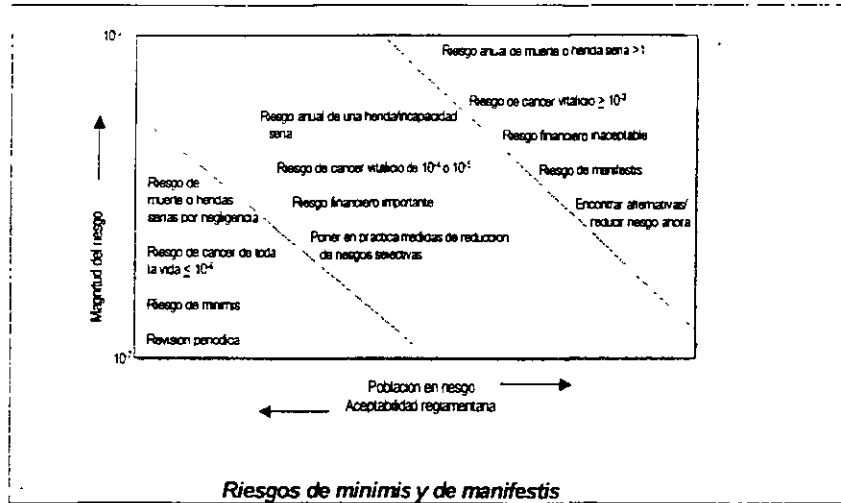 Riesgo anual de muerte o herida seria >1
Riesgo de cancer vitalicio ≥ 10⁻³
Riesgo anual de una herida/incapacidad
seria
Riesgo financiero inaceptable
Riesgo de cancer vitalicio de 10⁻⁴ o 10⁻⁵
Riesgo de manifestis
Riesgo de
muerte o heridas
serias por negligencia
Riesgo financiero importante
Encontrar alternativas/
reducir riesgo ahora
Poner en practica medidas de reduccion
de riesgos selectivas
Riesgo de cancer de toda
la vida ≤ 10⁻⁶
Riesgo de minimis
Revision periodica
Magnitud del riesgo
Poblacion en riesgo
Aceptabilidad reglamentaria
Riesgos de minimis y de manifestis